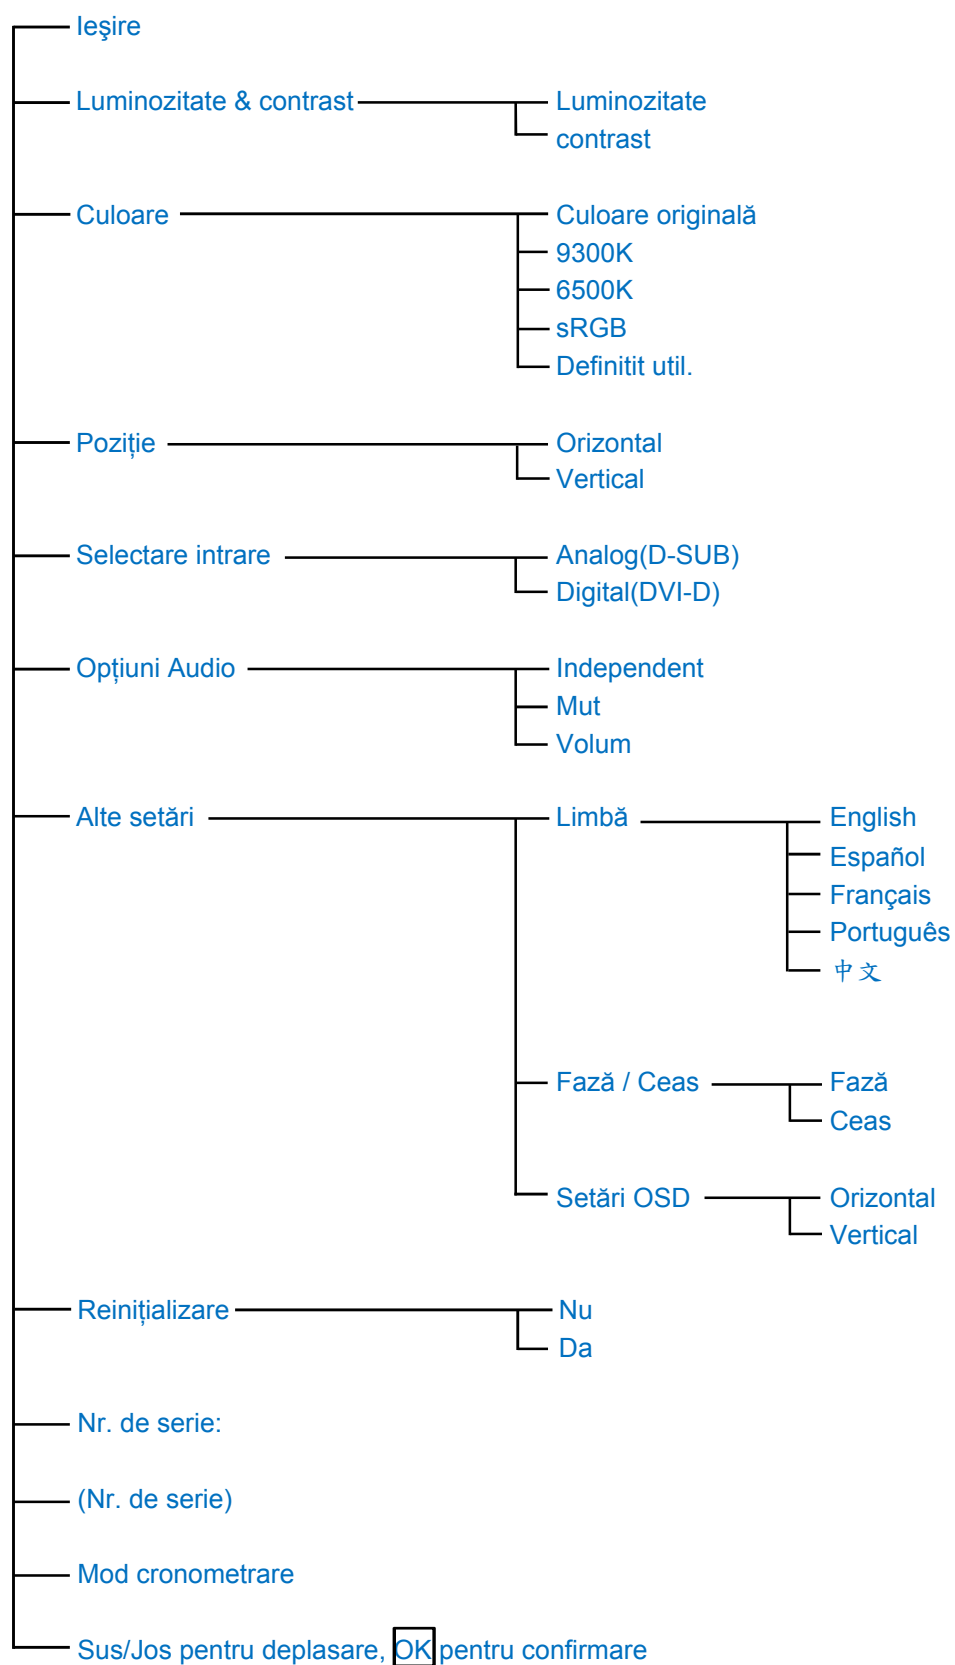 Ieşire
Luminozitate & contrast
Luminozitate
contrast
Culoare
Culoare originală
9300K
6500K
sRGB
Definitit util.
Poziție
Orizontal
Vertical
Selectare intrare
Analog(D-SUB)
Digital(DVI-D)
Opțiuni Audio
Independent
Mut
Volum
Alte setări
Limbă
English
Español
Français
Português
中文
Fază / Ceas
Fază
Ceas
Setări OSD
Orizontal
Vertical
Reinițializare
Nu
Da
Nr. de serie:
(Nr. de serie)
Mod cronometrare
Sus/Jos pentru deplasare, OK pentru confirmare